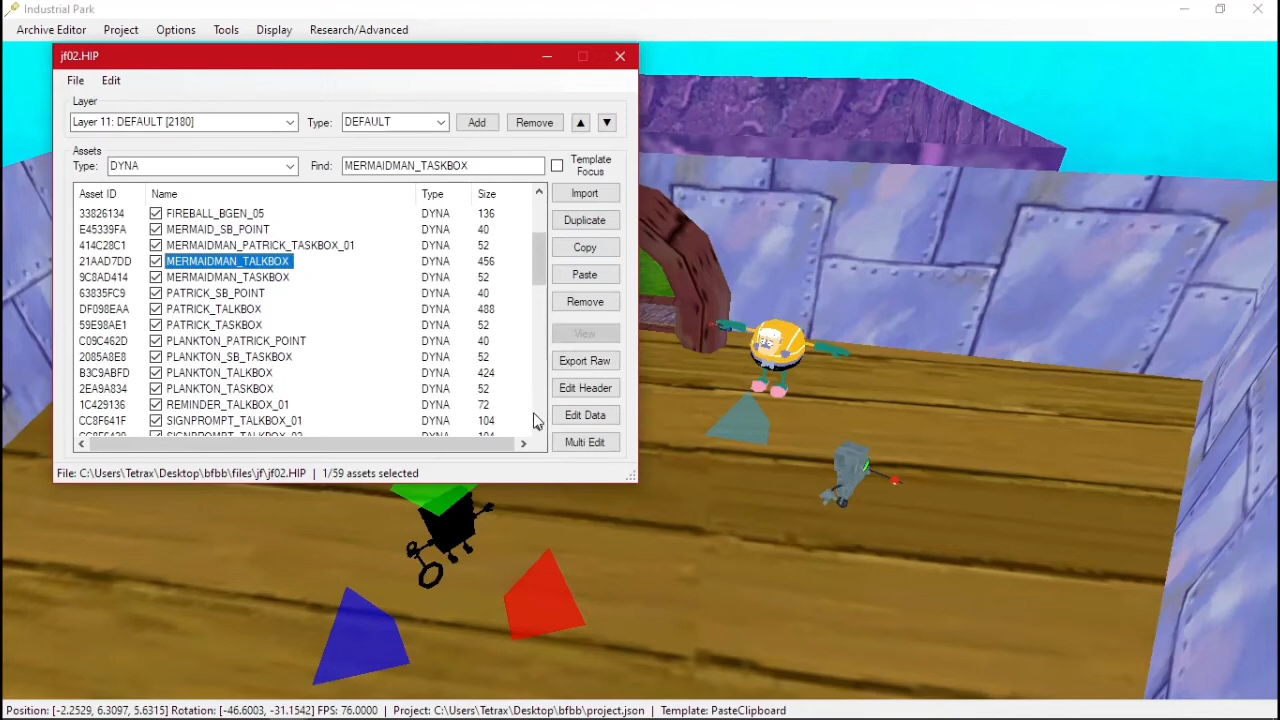 Industrial Park
Archive Editor Project Options Tools Display Research/Advanced
jf02.HIP
File Edit
Layer
Layer 11: DEFAULT [2180] Type: DEFAULT Add Remove ▲ ▼
Assets
Type: DYNA Find: MERMAIDMAN_TASKBOX Template Focus
Asset ID Name Type Size Import
33826134 FIREBALL_BGEN_05 DYNA 136
E45339FA MERMAID_SB_POINT DYNA 40 Duplicate
414C28C1 MERMAIDMAN_PATRICK_TASKBOX_01 DYNA 52 Copy
21AAD7DD MERMAIDMAN_TALKBOX DYNA 456
9C8AD414 MERMAIDMAN_TASKBOX DYNA 52 Paste
63835FC9 PATRICK_SB_POINT DYNA 40 Remove
DF098EAA PATRICK_TALKBOX DYNA 488
59E98AE1 PATRICK_TASKBOX DYNA 52 View
C09C462D PLANKTON_PATRICK_POINT DYNA 40
2085A8E8 PLANKTON_SB_TASKBOX DYNA 52 Export Raw
B3C9ABFD PLANKTON_TALKBOX DYNA 424
2EA9A834 PLANKTON_TASKBOX DYNA 52 Edit Header
1C429136 REMINDER_TALKBOX_01 DYNA 72
CC8F641F SIGNPROMPT_TALKBOX_01 DYNA 104 Edit Data
Multi Edit
File: C:\Users\Tetrax\Desktop\bfbb\files\jf\jf02.HIP | 1/59 assets selected
Position: [-2.2529, 6.3097, 5.6315] Rotation: [-46.6003, -31.1542] FPS: 76.0000 | Project: C:\Users\Tetrax\Desktop\bfbb\project.json | Template: PasteClipboard